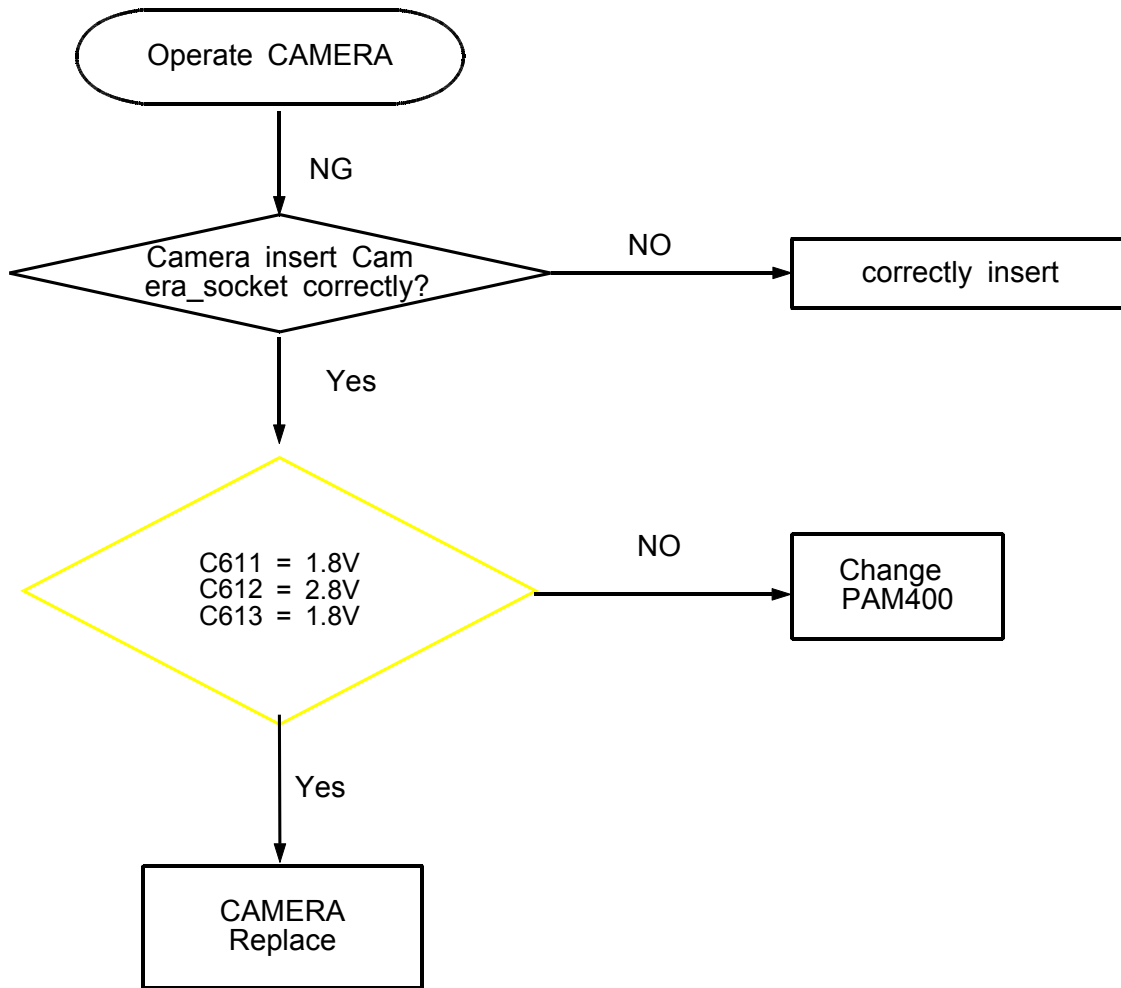 Operate CAMERA
NG
Camera insert Cam
era_socket correctly?
NO
correctly insert
Yes
C611 = 1.8V
C612 = 2.8V
C613 = 1.8V
NO
Change
PAM400
Yes
CAMERA
Replace